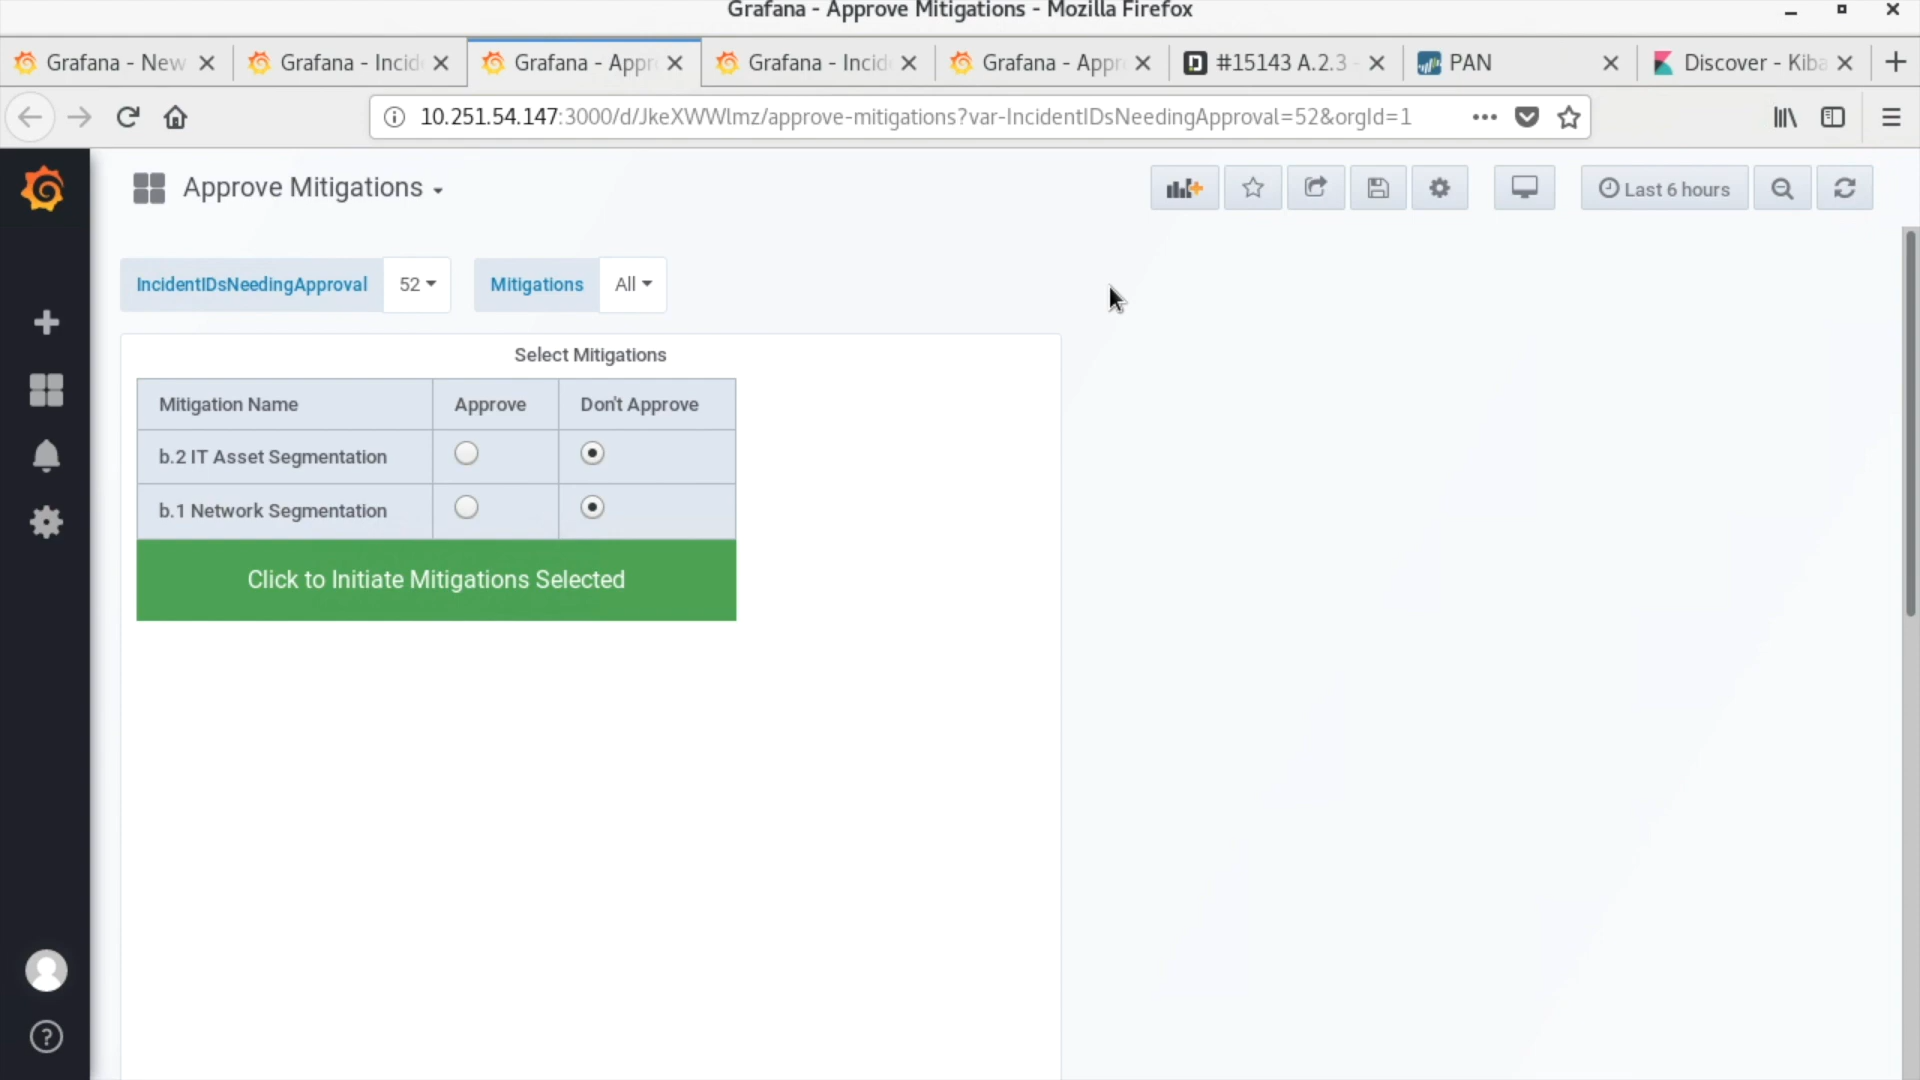 Grafana - Approve Mitigations - Mozilla Firefox
Grafana - New
Grafana - Incid
Grafana - Appr
Grafana - Incid
Grafana - Appr
#15143 A.2.3 -
PAN
Discover - Kiba
10.251.54.147:3000/d/JkeXWWlmz/approve-mitigations?var-IncidentIDsNeedingApproval=52&orgId=1
Approve Mitigations
Last 6 hours
IncidentIDsNeedingApproval 52 Mitigations All
Select Mitigations
Mitigation Name Approve Don't Approve
b.2 IT Asset Segmentation
b.1 Network Segmentation
Click to Initiate Mitigations Selected